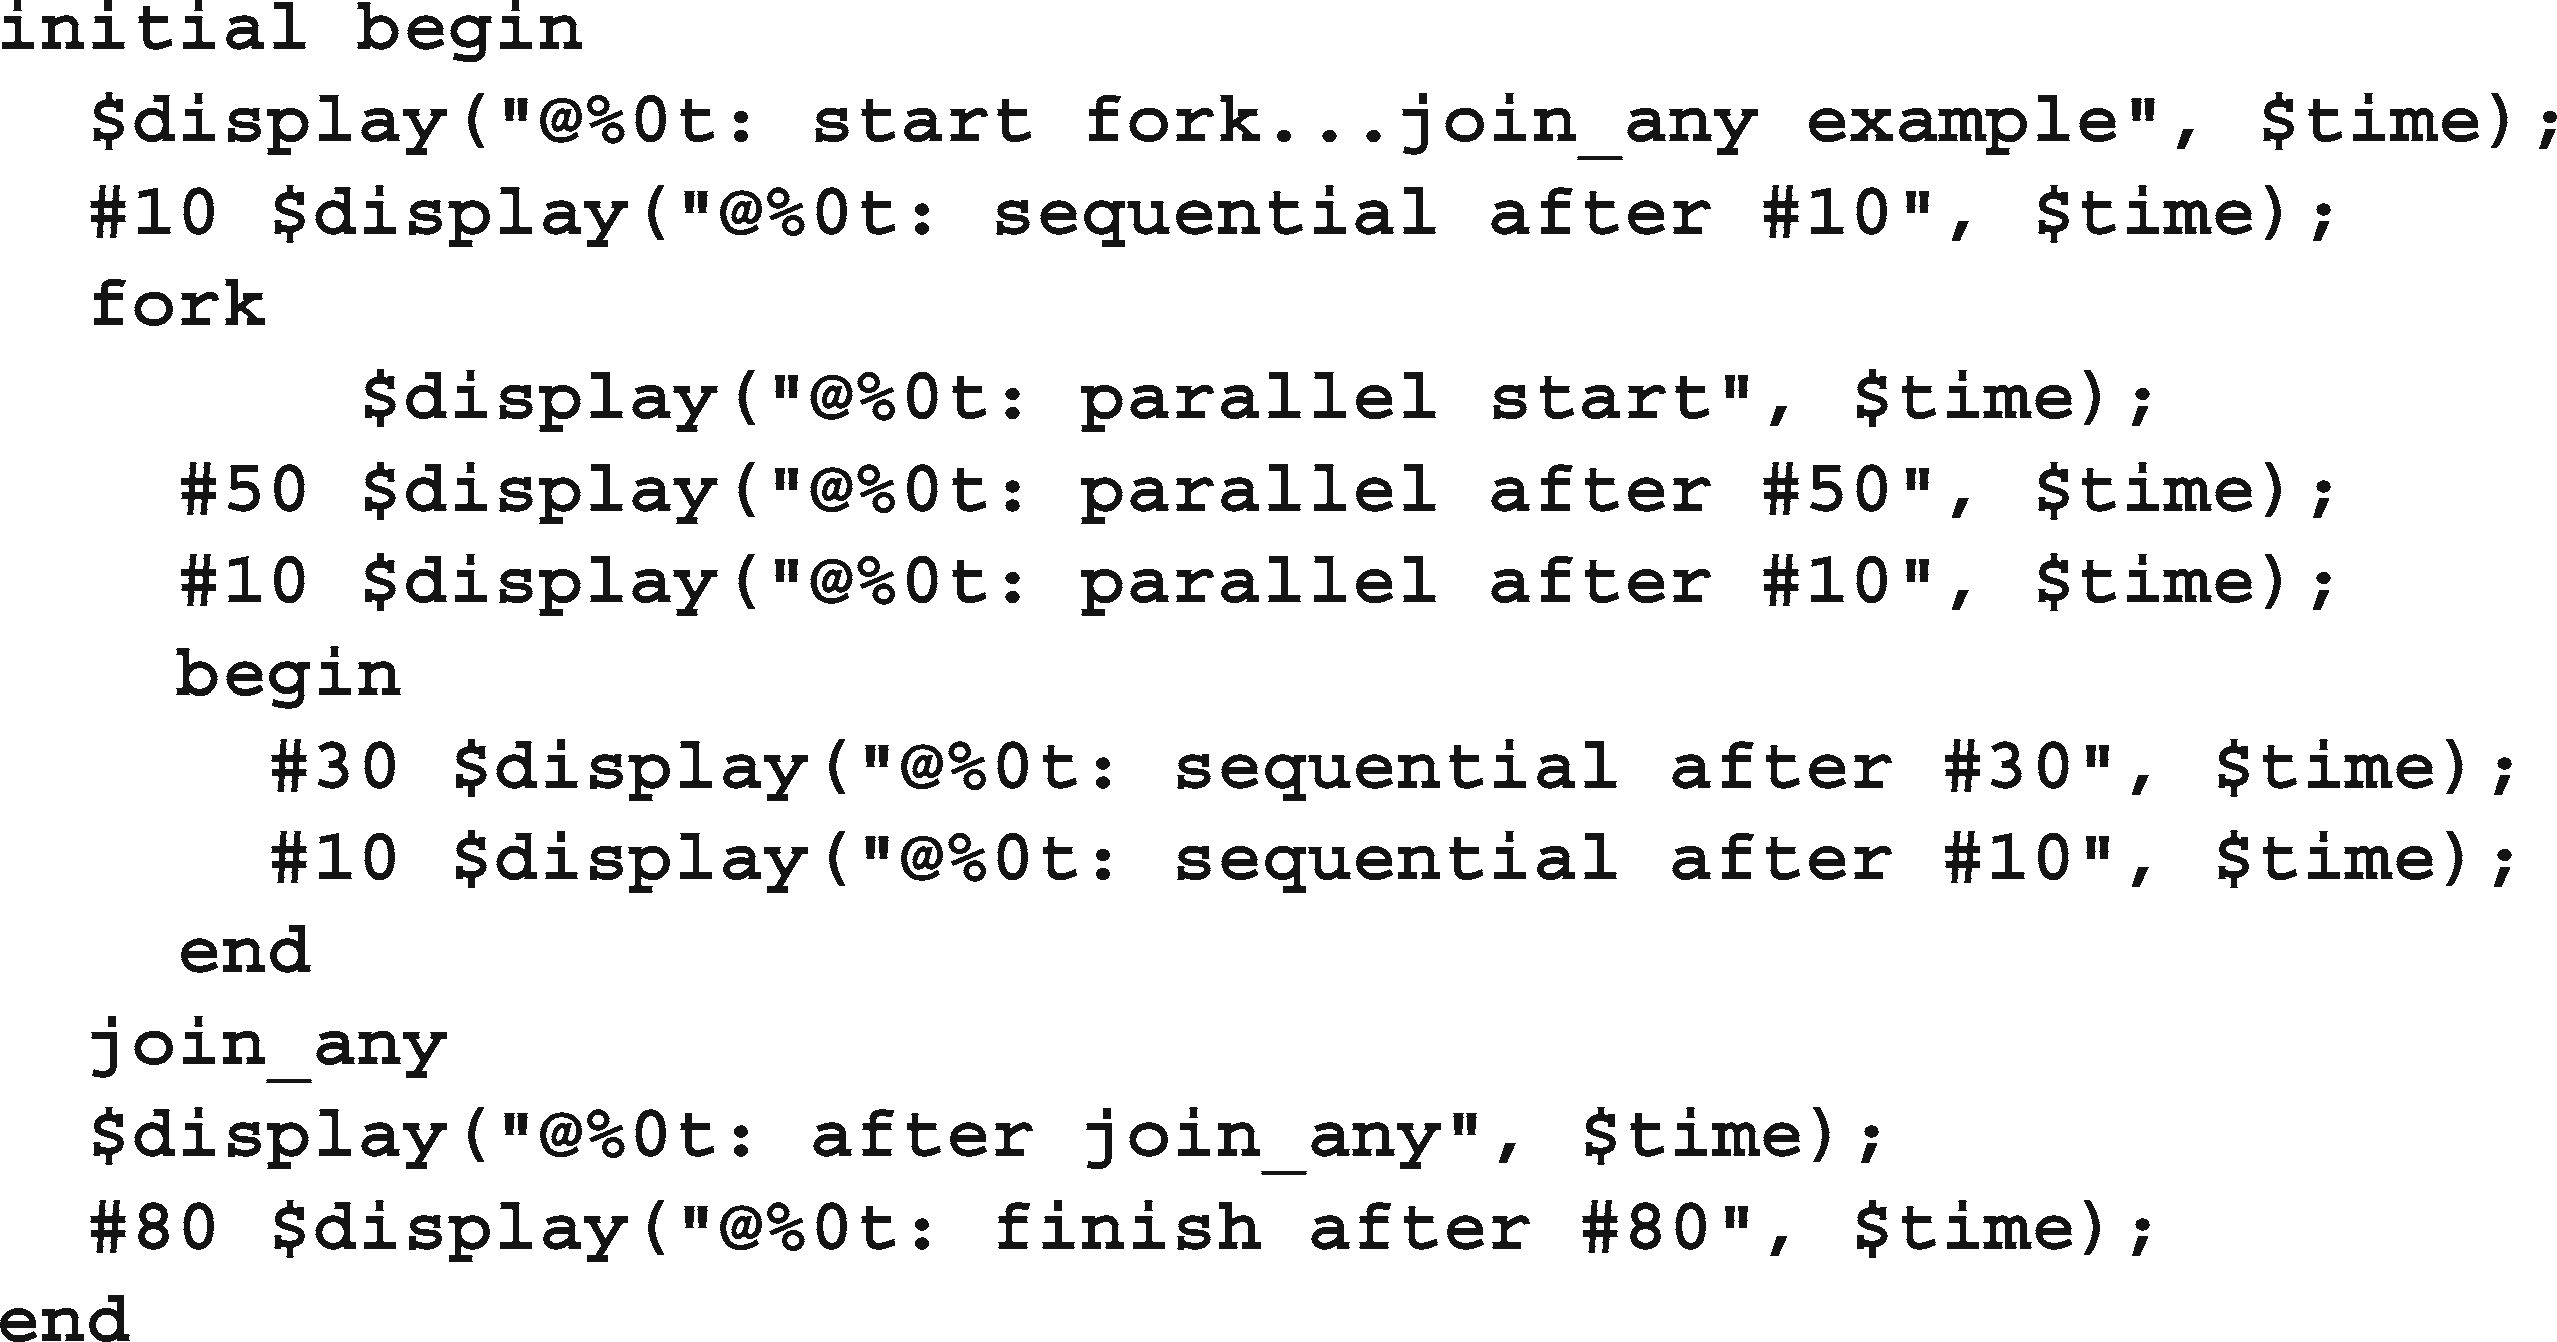 initial begin
  $display("@%0t: start fork...join_any example", $time);
  #10 $display("@%0t: sequential after #10", $time);
  fork
        $display("@%0t: parallel start", $time);
    #50 $display("@%0t: parallel after #50", $time);
    #10 $display("@%0t: parallel after #10", $time);
    begin
      #30 $display("@%0t: sequential after #30", $time);
      #10 $display("@%0t: sequential after #10", $time);
    end
  join_any
  $display("@%0t: after join_any", $time);
  #80 $display("@%0t: finish after #80", $time);
end